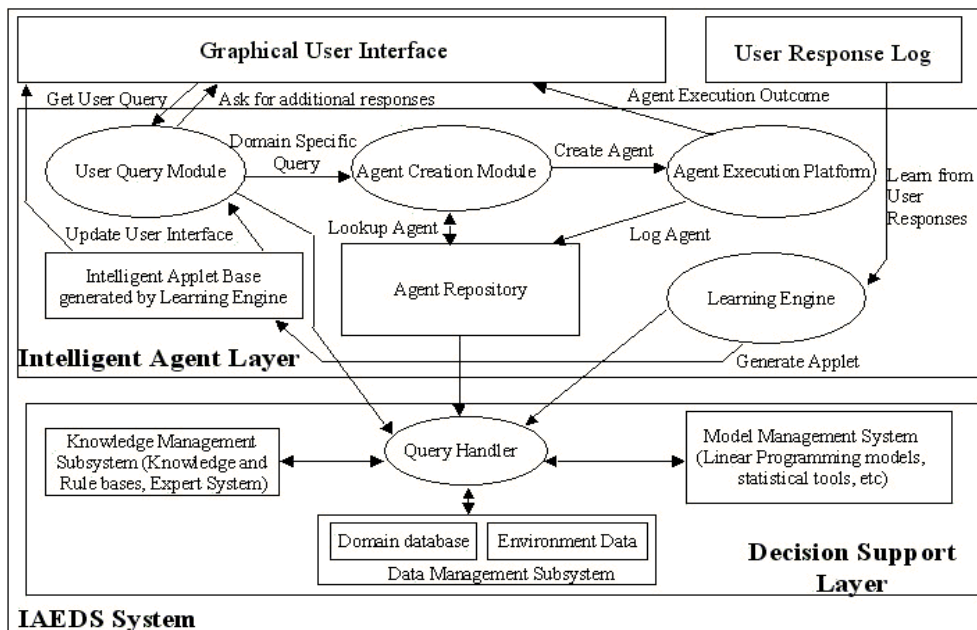 Graphical User Interface
User Response Log
Get User Query
Ask for additional responses
Agent Execution Outcome
User Query Module
Domain Specific
Query
Agent Creation Module
Create Agent
Agent Execution Platform
Learn from
User
Responses
Update User Interface
Lookup Agent
Log Agent
Intelligent Applet Base
generated by Learning Engine
Agent Repository
Learning Engine
Intelligent Agent Layer
Generate Applet
Knowledge Management
Subsystem (Knowledge and
Rule bases, Expert System)
Query Handler
Model Management System
(Linear Programming models,
statistical tools, etc)
Domain database
Environment Data
Data Management Subsystem
Decision Support
Layer
IAEDS System